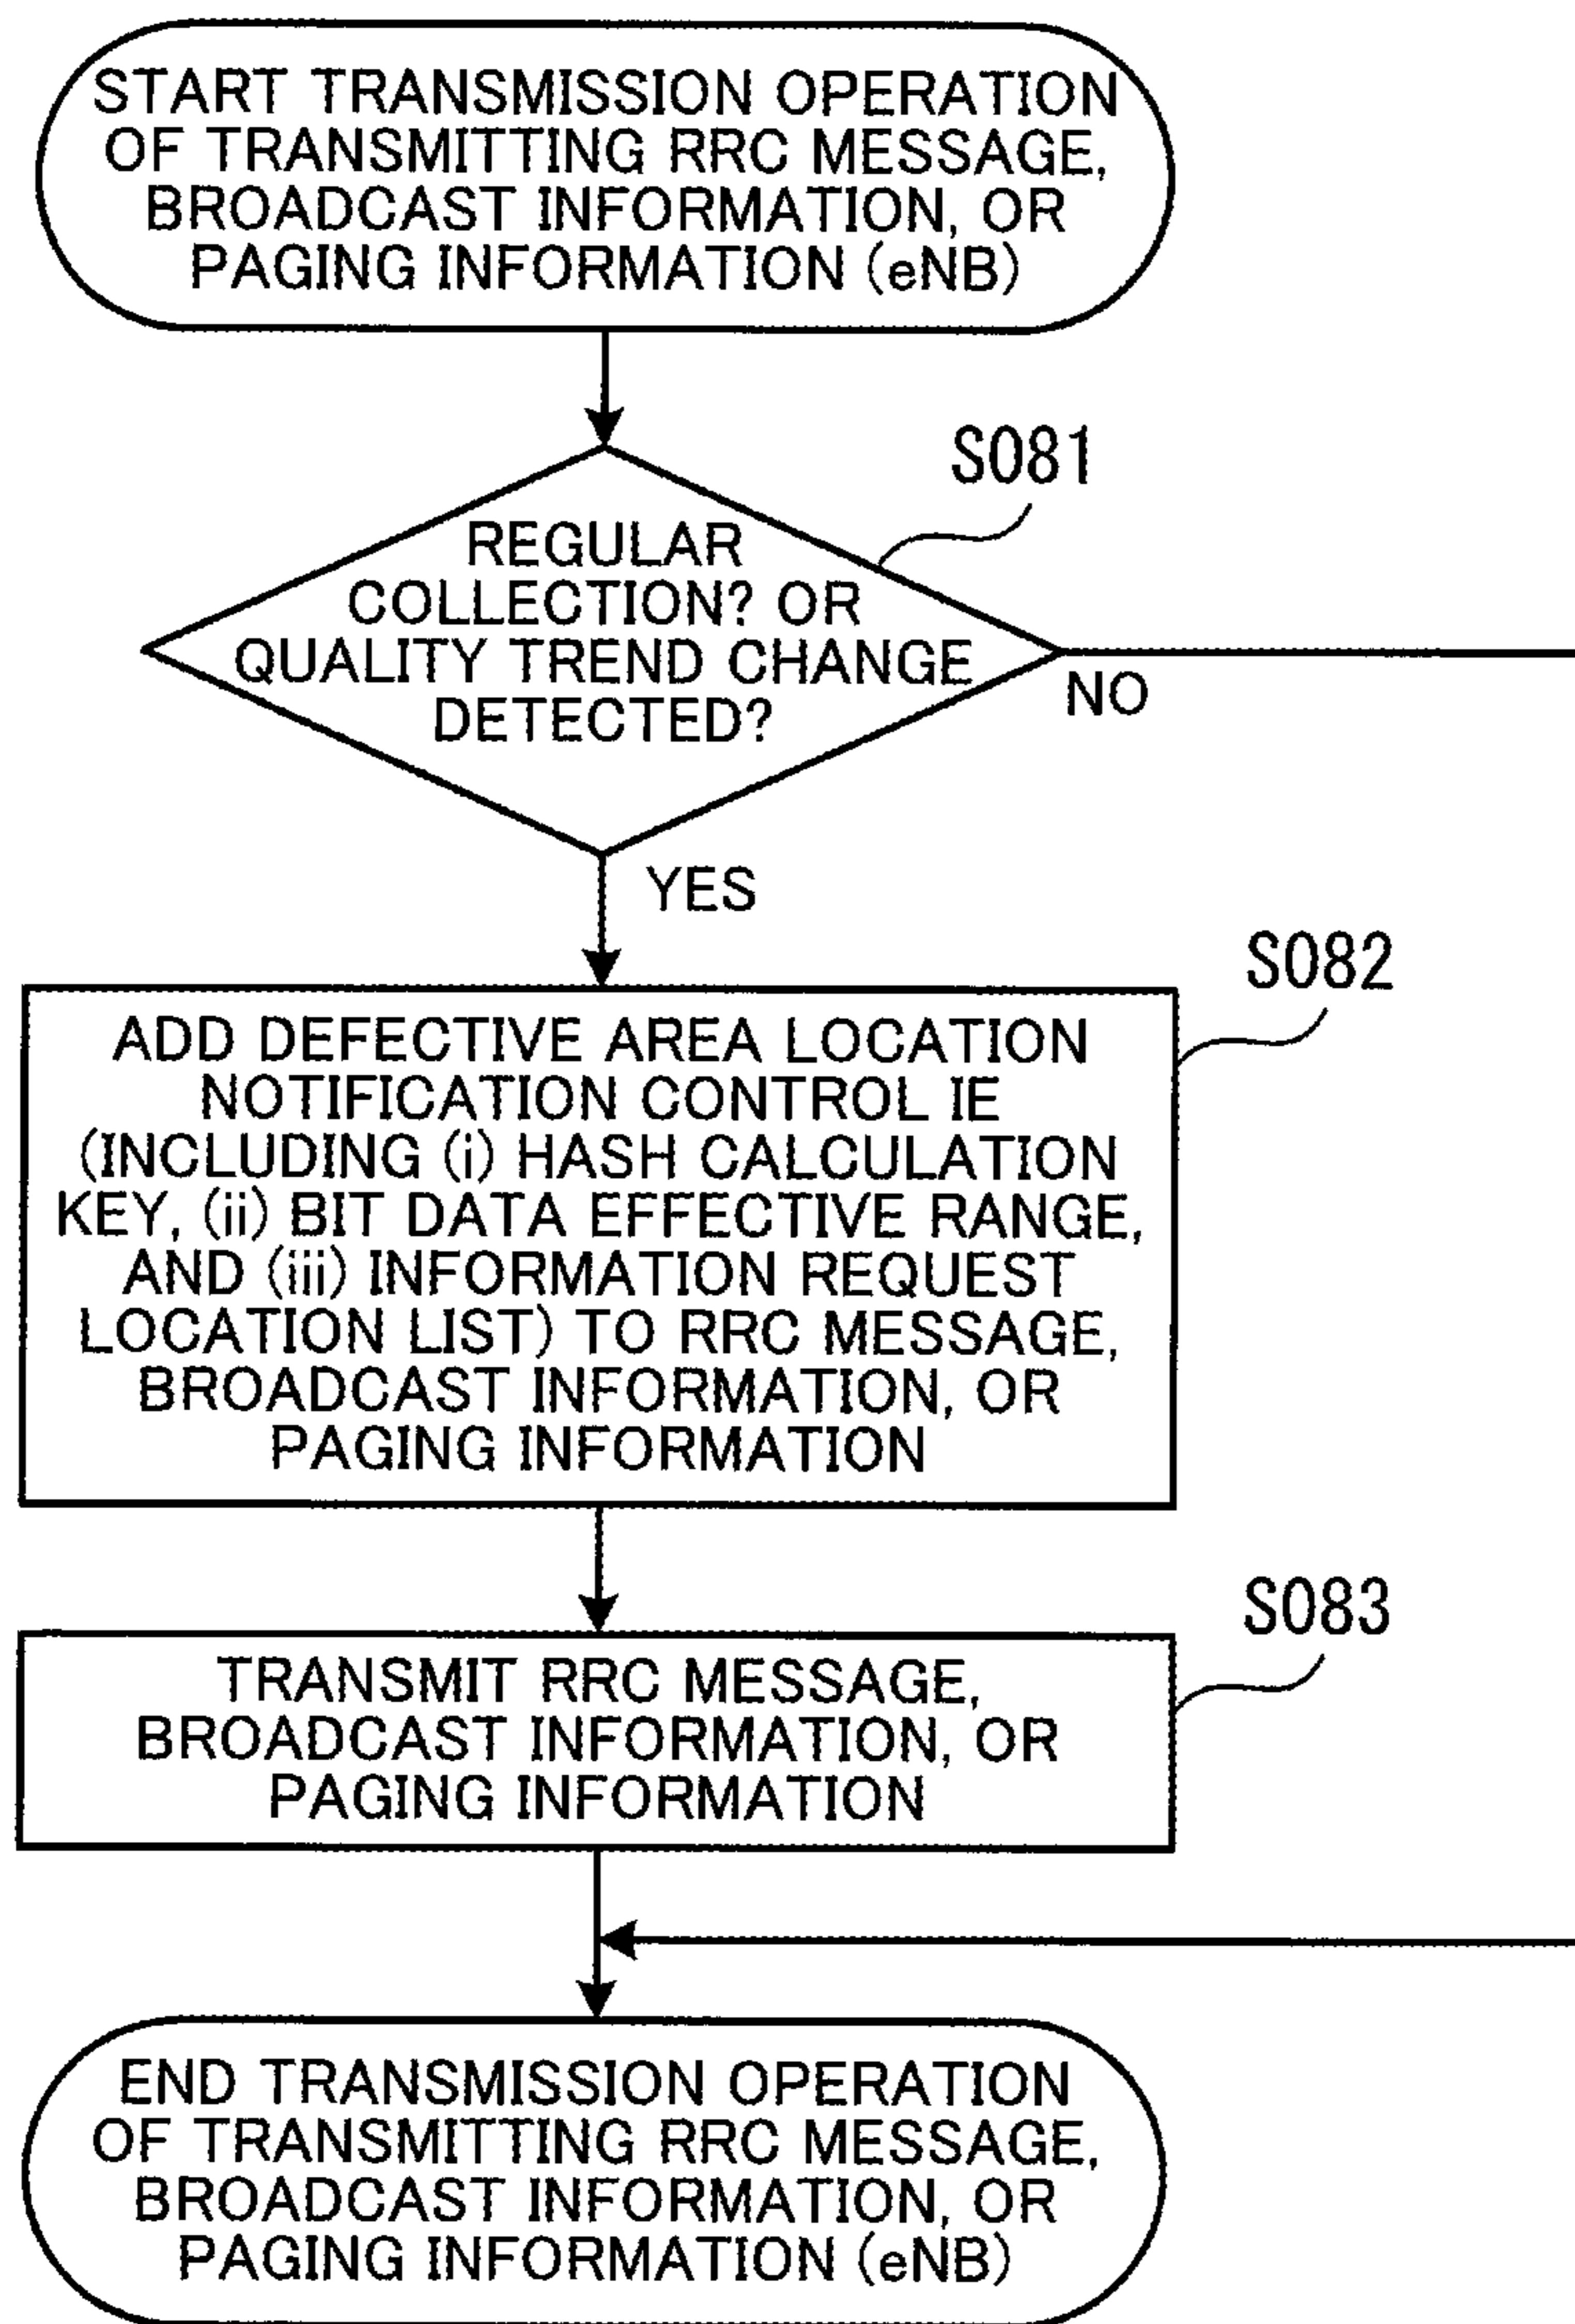 START TRANSMISSION OPERATION
OF TRANSMITTING RRC MESSAGE,
BROADCAST INFORMATION, OR
PAGING INFORMATION (eNB)
S081
REGULAR
COLLECTION? OR
QUALITY TREND CHANGE
DETECTED?
NO
YES
S082
ADD DEFECTIVE AREA LOCATION
NOTIFICATION CONTROL IE
(INCLUDING (i) HASH CALCULATION
KEY, (ii) BIT DATA EFFECTIVE RANGE,
AND (iii) INFORMATION REQUEST
LOCATION LIST) TO RRC MESSAGE,
BROADCAST INFORMATION, OR
PAGING INFORMATION
S083
TRANSMIT RRC MESSAGE,
BROADCAST INFORMATION, OR
PAGING INFORMATION
END TRANSMISSION OPERATION
OF TRANSMITTING RRC MESSAGE,
BROADCAST INFORMATION, OR
PAGING INFORMATION (eNB)